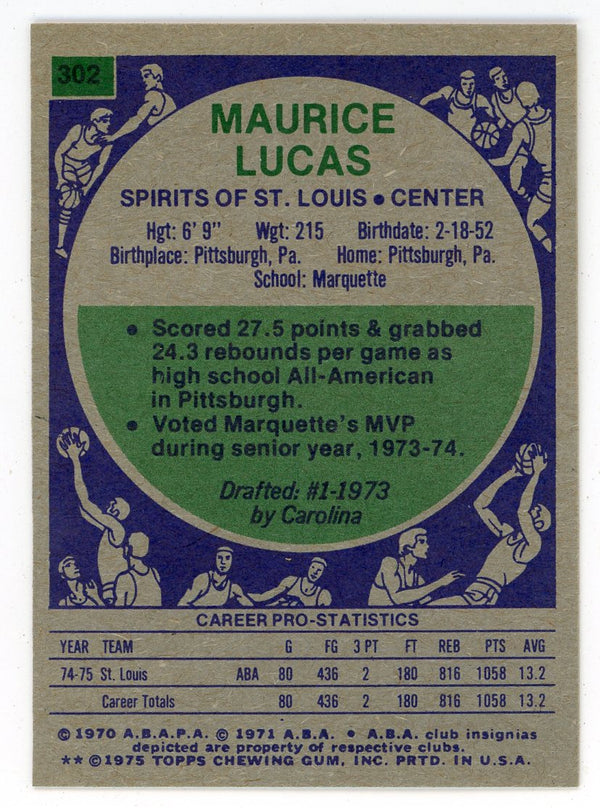 302
MAURICE
LUCAS
SPIRITS OF ST. LOUIS • CENTER
Hgt: 6' 9" Wgt: 215 Birthdate: 2-18-52
Birthplace: Pittsburgh, Pa. Home: Pittsburgh, Pa.
School: Marquette
• Scored 27.5 points & grabbed
24.3 rebounds per game as
high school All-American
in Pittsburgh.
• Voted Marquette's MVP
during senior year, 1973-74.
Drafted: #1-1973
by Carolina
CAREER PRO-STATISTICS
YEAR TEAM G FG 3 PT FT REB PTS AVG
74-75 St. Louis ABA 80 436 2 180 816 1058 13.2
Career Totals 80 436 2 180 816 1058 13.2
© 1970 A.B.A.P.A. © 1971 A.B.A. • A.B.A. club insignias
depicted are property of respective clubs.
** © 1975 TOPPS CHEWING GUM, INC. PRTD. IN U.S.A.